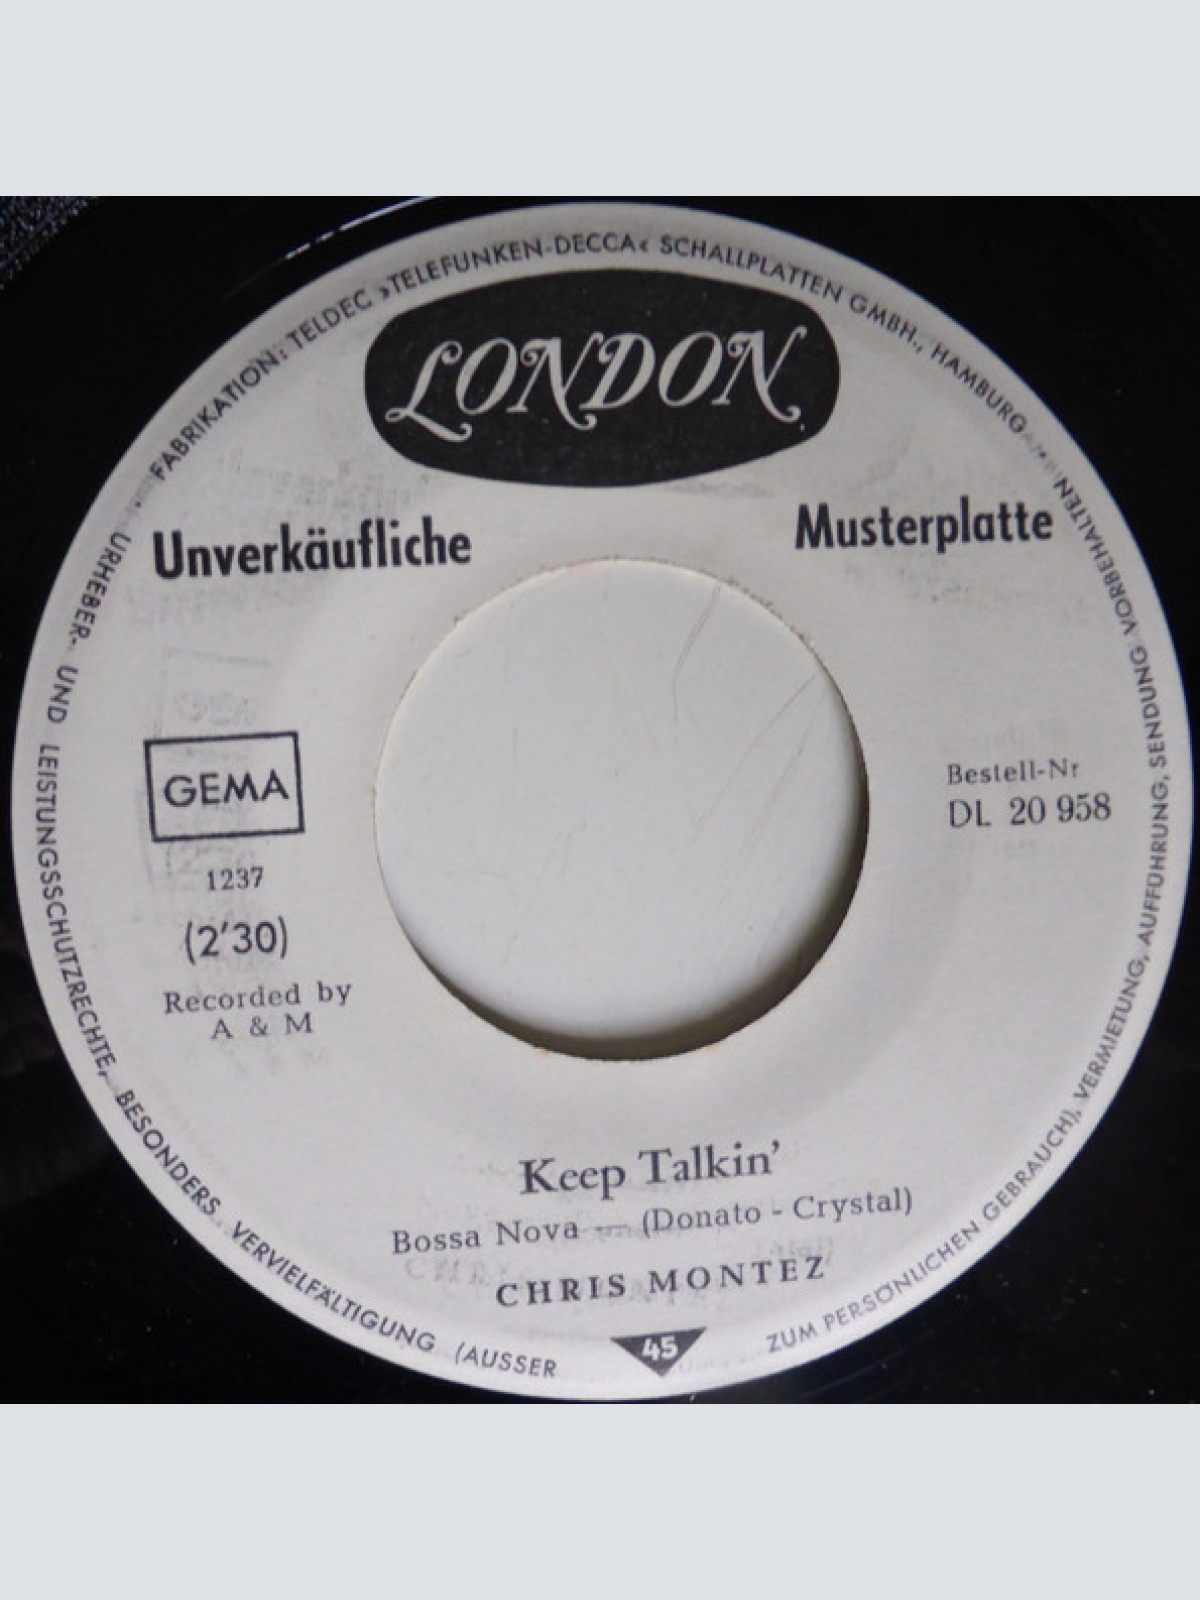 FABRIKATION: TELDEC »TELEFUNKEN-DECCA« SCHALLPLATTEN GMBH., HAMBURG
LONDON
Unverkäufliche Musterplatte
GEMA
1237
(2'30)
Recorded by
A & M
Bestell-Nr
DL 20 958
Keep Talkin'
Bossa Nova — (Donato - Crystal)
CHRIS MONTEZ
45
URHEBER- UND LEISTUNGSSCHUTZRECHTE, BESONDERS VERVIELFÄLTIGUNG (AUSSER ZUM PERSÖNLICHEN GEBRAUCH), VERMIETUNG, AUFFÜHRUNG, SENDUNG VORBEHALTEN